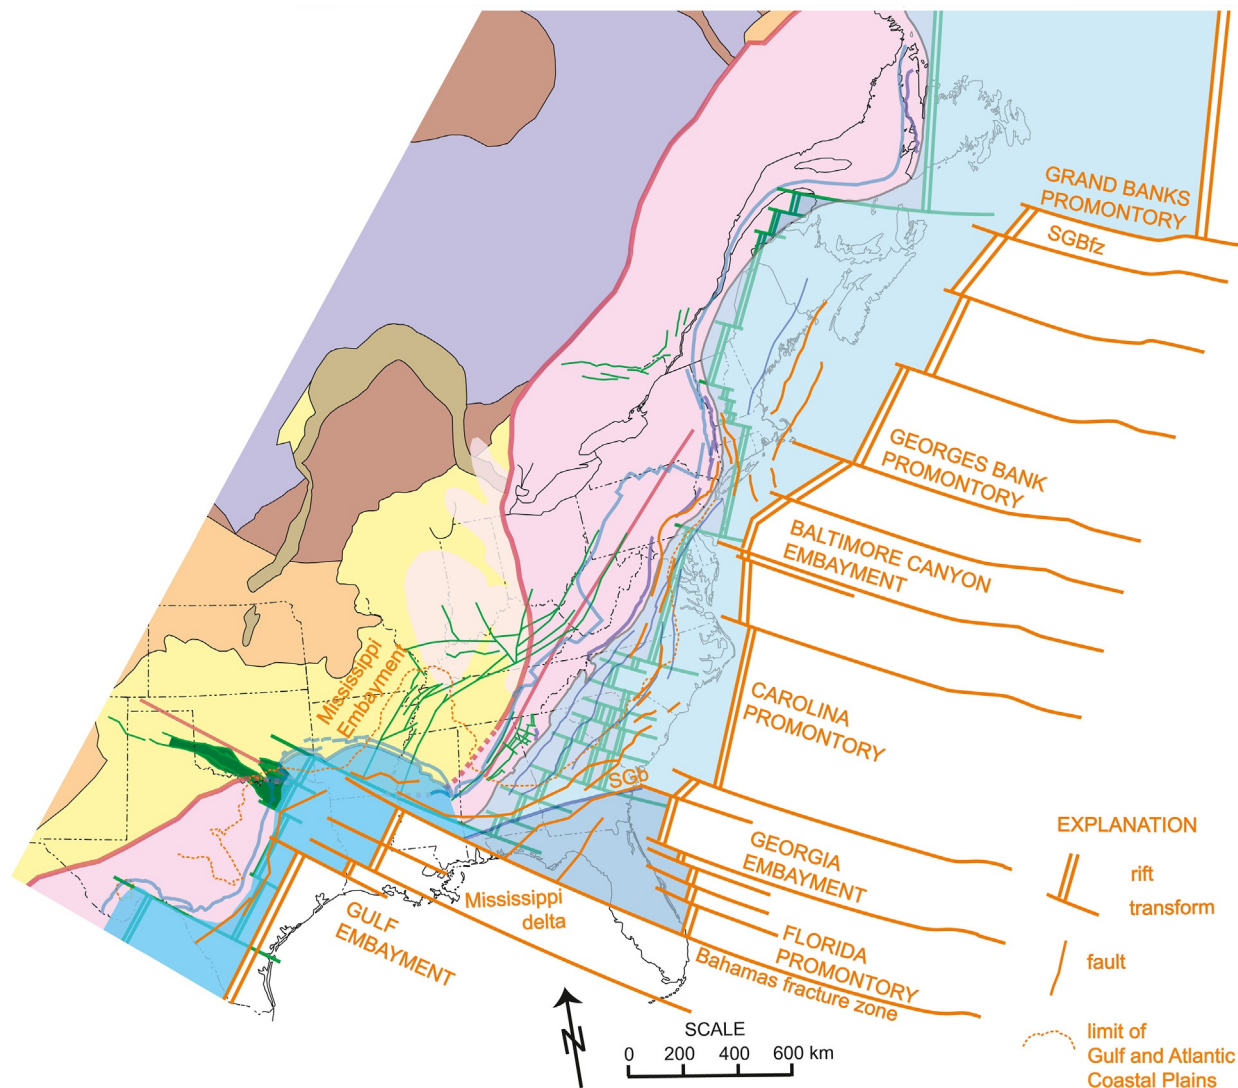 GRAND BANKS
PROMONTORY
SGBfz
GEORGES BANK
PROMONTORY
BALTIMORE CANYON
EMBAYMENT
Mississippi
Embayment
CAROLINA
PROMONTORY
SGb
GEORGIA
EMBAYMENT
Mississippi
delta
GULF
EMBAYMENT
FLORIDA
PROMONTORY
Bahamas fracture zone
EXPLANATION
rift
transform
fault
limit of
Gulf and Atlantic
Coastal Plains
N
SCALE
0 200 400 600 km